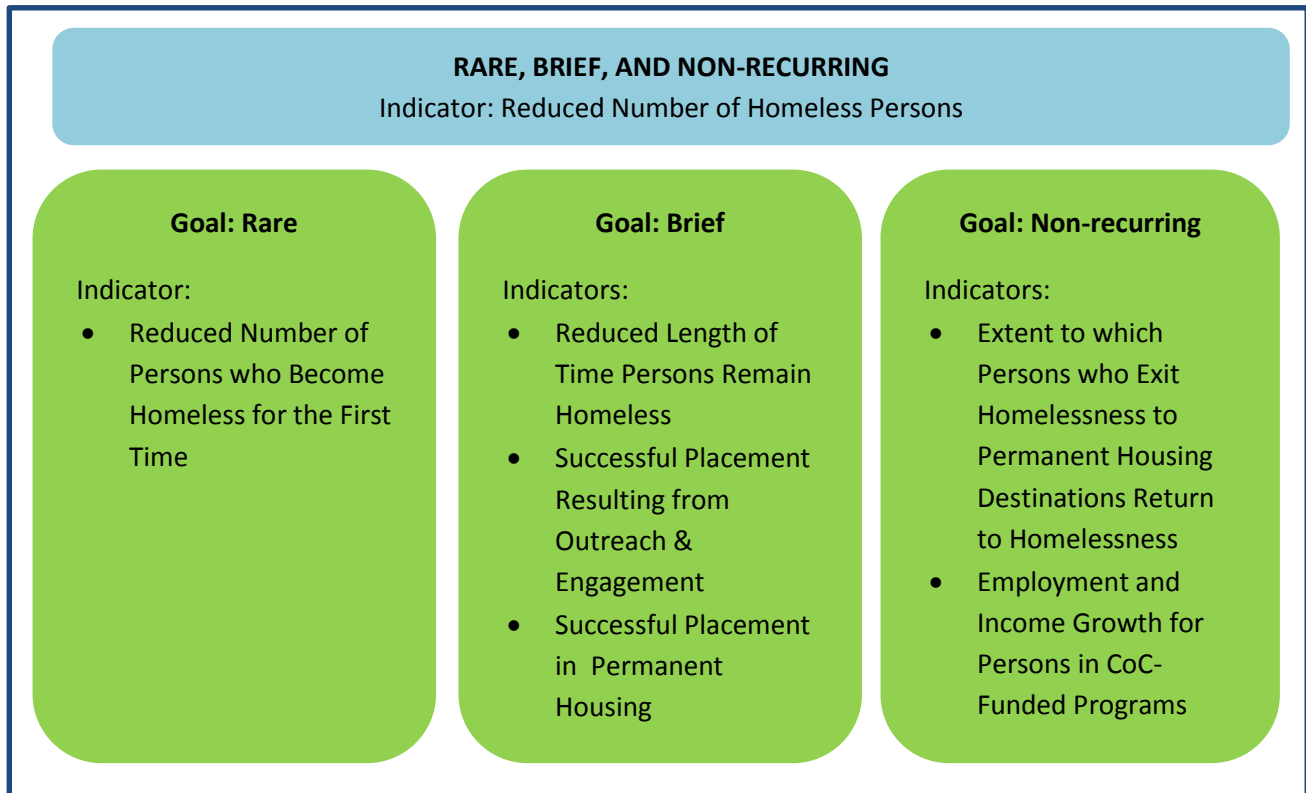 RARE, BRIEF, AND NON-RECURRING
Indicator: Reduced Number of Homeless Persons
Goal: Rare
Indicator:
• Reduced Number of
Persons who Become
Homeless for the First
Time
Goal: Brief
Indicators:
• Reduced Length of
Time Persons Remain
Homeless
• Successful Placement
Resulting from
Outreach &
Engagement
• Successful Placement
in Permanent
Housing
Goal: Non-recurring
Indicators:
• Extent to which
Persons who Exit
Homelessness to
Permanent Housing
Destinations Return
to Homelessness
• Employment and
Income Growth for
Persons in CoC-
Funded Programs